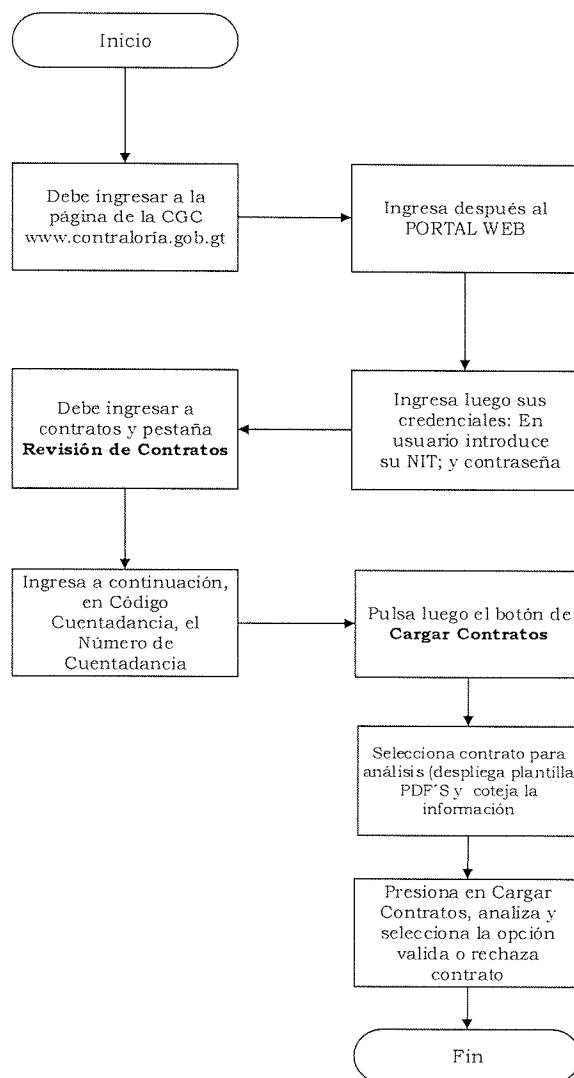 Inicio
Debe ingresar a la
página de la CGC
www.contraloría.gob.gt
Ingresa después al
PORTAL WEB
Ingresa luego sus
credenciales: En
usuario introduce
su NIT; y contraseña
Debe ingresar a
contratos y pestaña
Revisión de Contratos
Ingresa a continuación,
en Código
Cuentadancia, el
Número de
Cuentadancia
Pulsa luego el botón de
Cargar Contratos
Selecciona contrato para
análisis (despliega plantilla
PDF´S y coteja la
información
Presiona en Cargar
Contratos, analiza y
selecciona la opción
valida o rechaza
contrato
Fin